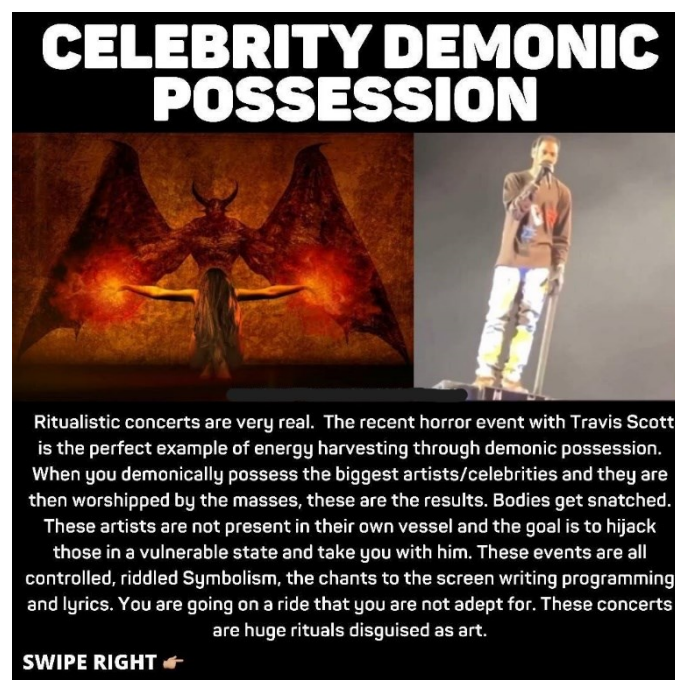 CELEBRITY DEMONIC
POSSESSION
Ritualistic concerts are very real. The recent horror event with Travis Scott
is the perfect example of energy harvesting through demonic possession.
When you demonically possess the biggest artists/celebrities and they are
then worshipped by the masses, these are the results. Bodies get snatched.
These artists are not present in their own vessel and the goal is to hijack
those in a vulnerable state and take you with him. These events are all
controlled, riddled Symbolism, the chants to the screen writing programming
and lyrics. You are going on a ride that you are not adept for. These concerts
are huge rituals disguised as art.
SWIPE RIGHT 👉🏼